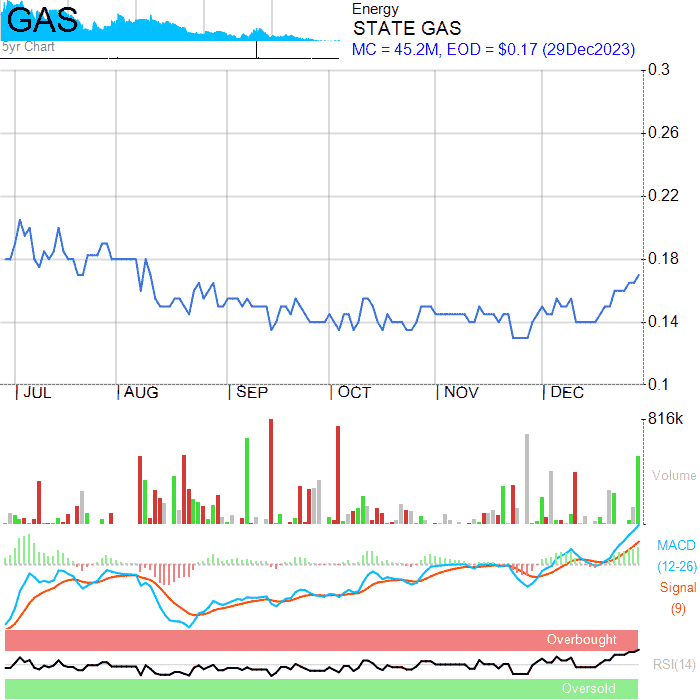 GAS
5yr Chart
Energy
STATE GAS
MC = 45.2M, EOD = $0.17 (29Dec2023)
0.3
0.26
0.22
0.18
0.14
0.1
JUL AUG SEP OCT NOV DEC
816k
Volume
MACD
(12-26)
Signal
(9)
Overbought
RSI(14)
Oversold